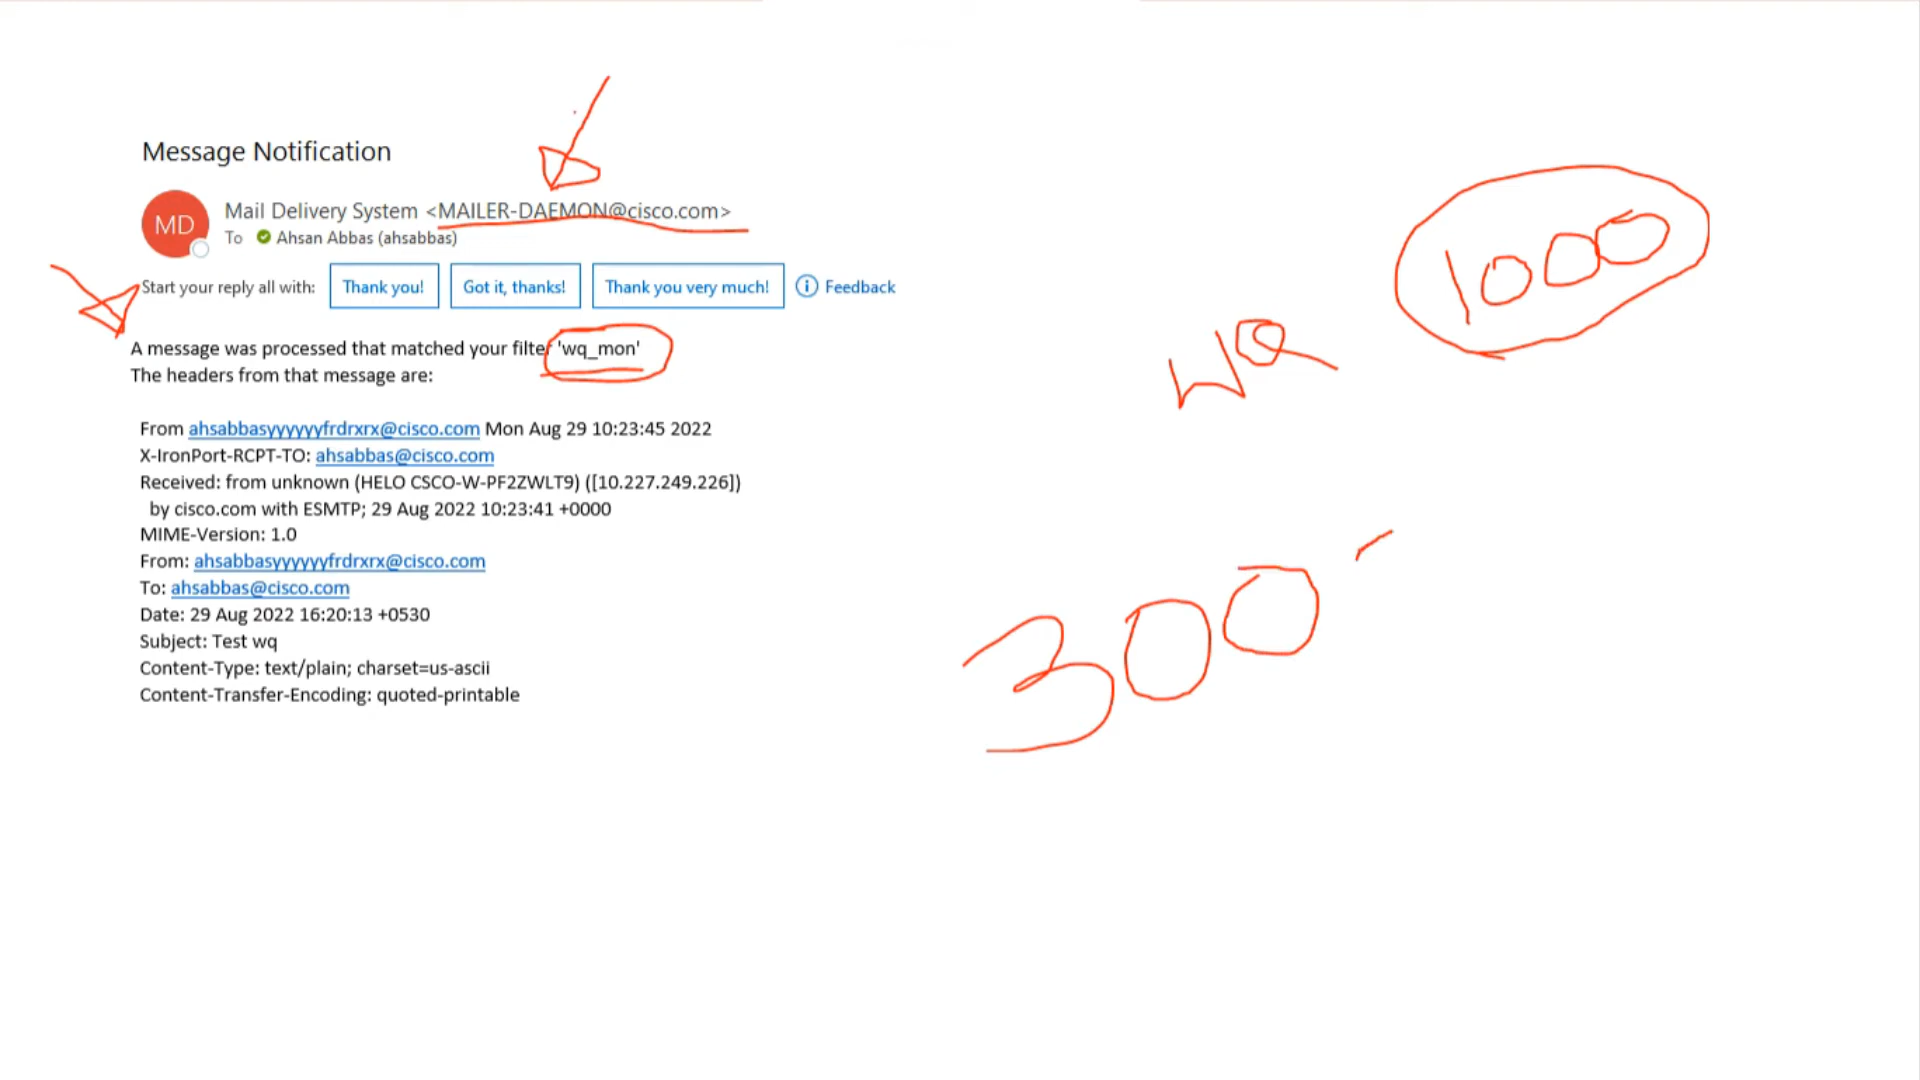 Message Notification
MD
Mail Delivery System <MAILER-DAEMON@cisco.com>
To Ahsan Abbas (ahsabbas)
Start your reply all with: Thank you! Got it, thanks! Thank you very much! Feedback
A message was processed that matched your filter 'wq_mon'
The headers from that message are:
From ahsabbasyyyyyyfrdrxrx@cisco.com Mon Aug 29 10:23:45 2022
X-IronPort-RCPT-TO: ahsabbas@cisco.com
Received: from unknown (HELO CSCO-W-PF2ZWLT9) ([10.227.249.226])
by cisco.com with ESMTP; 29 Aug 2022 10:23:41 +0000
MIME-Version: 1.0
From: ahsabbasyyyyyyfrdrxrx@cisco.com
To: ahsabbas@cisco.com
Date: 29 Aug 2022 16:20:13 +0530
Subject: Test wq
Content-Type: text/plain; charset=us-ascii
Content-Transfer-Encoding: quoted-printable
WQ 1000
300